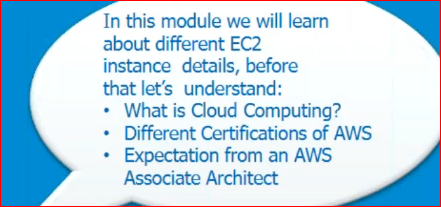 In this module we will learn
about different EC2
instance details, before
that let's understand:
• What is Cloud Computing?
• Different Certifications of AWS
• Expectation from an AWS
Associate Architect